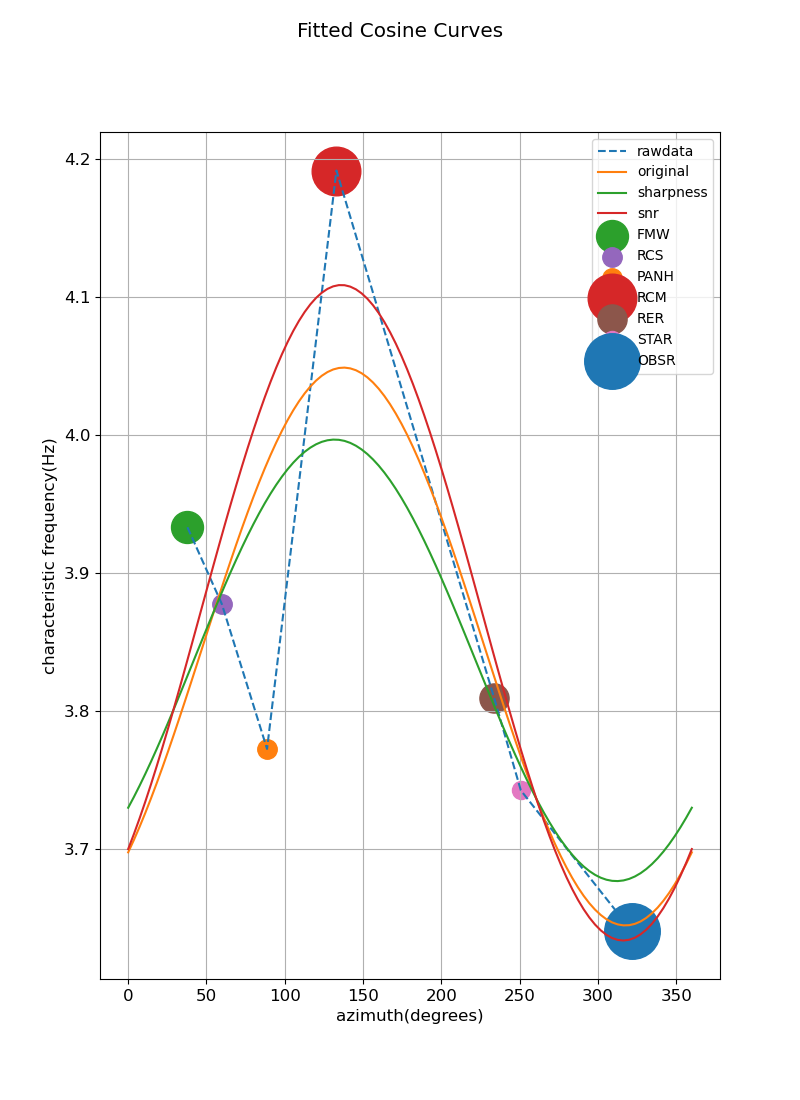 Fitted Cosine Curves
4.2
4.1
4.0
3.9
3.8
3.7
characteristic frequency(Hz)
rawdata
original
sharpness
snr
FMW
RCS
PANH
RCM
RER
STAR
OBSR
0 50 100 150 200 250 300 350
azimuth(degrees)